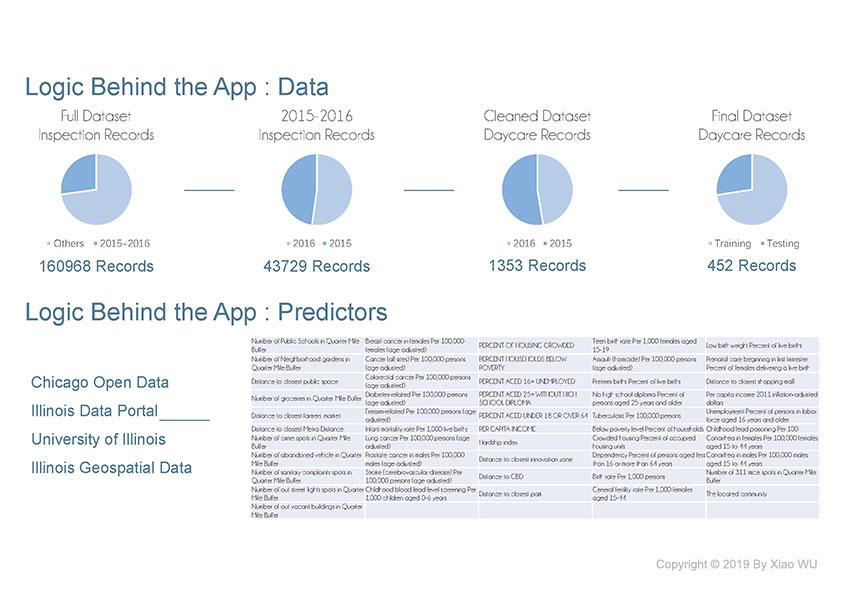 Logic Behind the App : Data
Full Dataset
Inspection Records
2015-2016
Inspection Records
Cleaned Dataset
Daycare Records
Final Dataset
Daycare Records
Others 2015-2016
2016 2015
2016 2015
Training Testing
160968 Records
43729 Records
1353 Records
452 Records
Logic Behind the App : Predictors
Chicago Open Data
Illinois Data Portal
University of Illinois
Illinois Geospatial Data
Number of Public Schools in Quarter Mile
Buffer
Breast cancer in females Per 100,000
females (age adjusted)
PERCENT OF HOUSING CROWDED
Teen birth rate Per 1,000 females aged
15-19
Low birth weight Percent of live births
Number of Neighborhood gardens in
Quarter Mile Buffer
Cancer (all sites) Per 100,000 persons
(age adjusted)
PERCENT HOUSEHOLDS BELOW
POVERTY
Assault (homicide) Per 100,000 persons
(age adjusted)
Prenatal care beginning in first trimester
Percent of females delivering a live birth
Distance to closest public space
Colorectal cancer Per 100,000 persons
(age adjusted)
PERCENT AGED 16+ UNEMPLOYED
Preterm births Percent of live births
Distance to closest shopping mall
Number of groceries in Quarter Mile Buffer
Diabetes-related Per 100,000 persons
(age adjusted)
PERCENT AGED 25+ WITHOUT HIGH
SCHOOL DIPLOMA
No high school diploma Percent of
persons aged 25 years and older
Per capita income 2011 inflation-adjusted
dollars
Distance to closest farmers market
Firearm-related Per 100,000 persons (age
adjusted)
PERCENT AGED UNDER 18 OR OVER 64
Tuberculosis Per 100,000 persons
Unemployment Percent of persons in labor
force aged 16 years and older
Distance to closest Metra Distance
Infant mortality rate Per 1,000 live births
PER CAPITA INCOME
Below poverty level Percent of households
Childhood lead poisoning Per 100
Number of crime spots in Quarter Mile
Buffer
Lung cancer Per 100,000 persons (age
adjusted)
Hardship index
Crowded housing Percent of occupied
housing units
Gonorrhea in females Per 100,000 females
aged 15 to 44 years
Number of abandoned vehicle in Quarter
Mile Buffer
Prostate cancer in males Per 100,000
males (age adjusted)
Distance to closest innovation zone
Dependency Percent of persons aged less
than 16 or more than 64 years
Gonorrhea in males Per 100,000 males
aged 15 to 44 years
Number of sanitary complaints spots in
Quarter Mile Buffer
Stroke (cerebrovascular disease) Per
100,000 persons (age adjusted)
Distance to CBD
Birth rate Per 1,000 persons
Number of 311 mice spots in Quarter Mile
Buffer
Number of out street lights spots in Quarter
Mile Buffer
Childhood blood lead level screening Per
1,000 children aged 0-6 years
Distance to closest park
General fertility rate Per 1,000 females
aged 15-44
The located community
Number of out vacant buildings in Quarter
Mile Buffer
Copyright © 2019 By Xiao WU